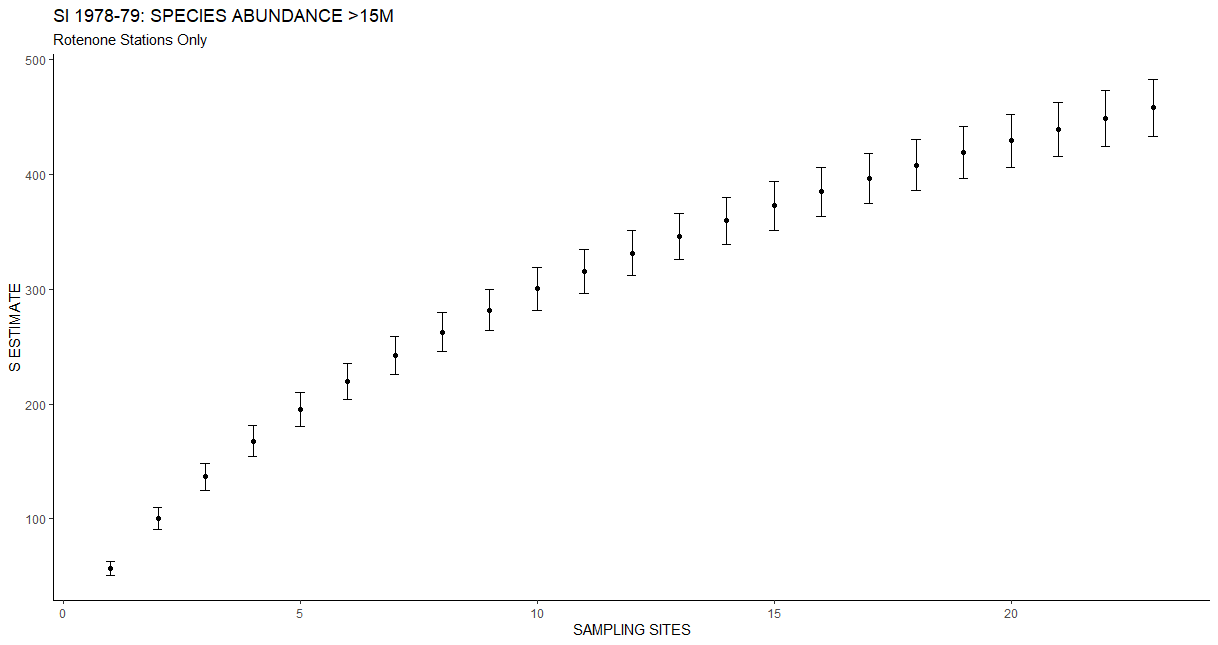 SI 1978-79: SPECIES ABUNDANCE >15M
Rotenone Stations Only
500
400
300
200
100
S ESTIMATE
0 5 10 15 20
SAMPLING SITES